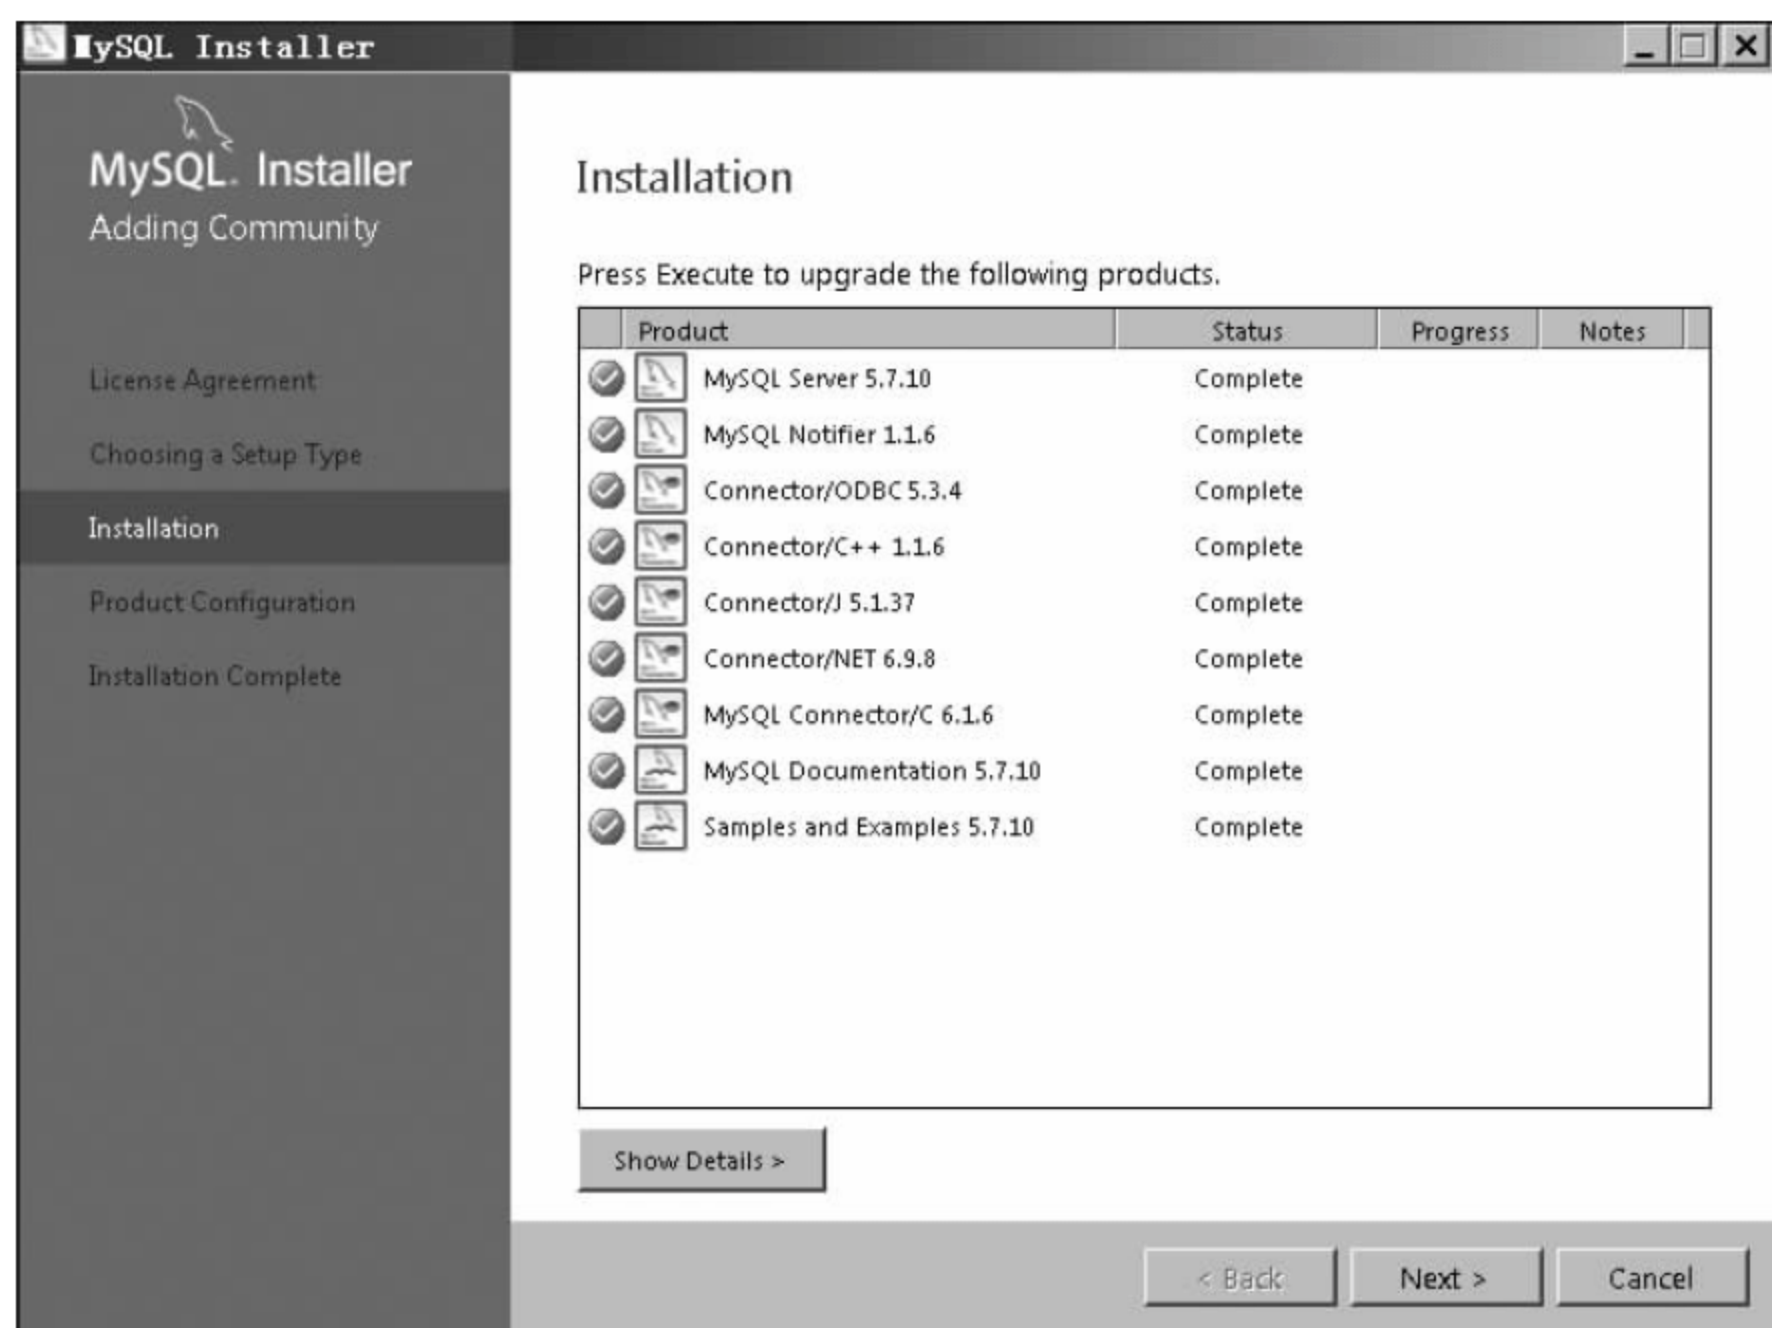 MySQL Installer
MySQL Installer
Adding Community
License Agreement
Choosing a Setup Type
Installation
Product Configuration
Installation Complete
Installation
Press Execute to upgrade the following products.
Product Status Progress Notes
MySQL Server 5.7.10 Complete
MySQL Notifier 1.1.6 Complete
Connector/ODBC 5.3.4 Complete
Connector/C++ 1.1.6 Complete
Connector/J 5.1.37 Complete
Connector/NET 6.9.8 Complete
MySQL Connector/C 6.1.6 Complete
MySQL Documentation 5.7.10 Complete
Samples and Examples 5.7.10 Complete
Show Details >
< Back Next > Cancel